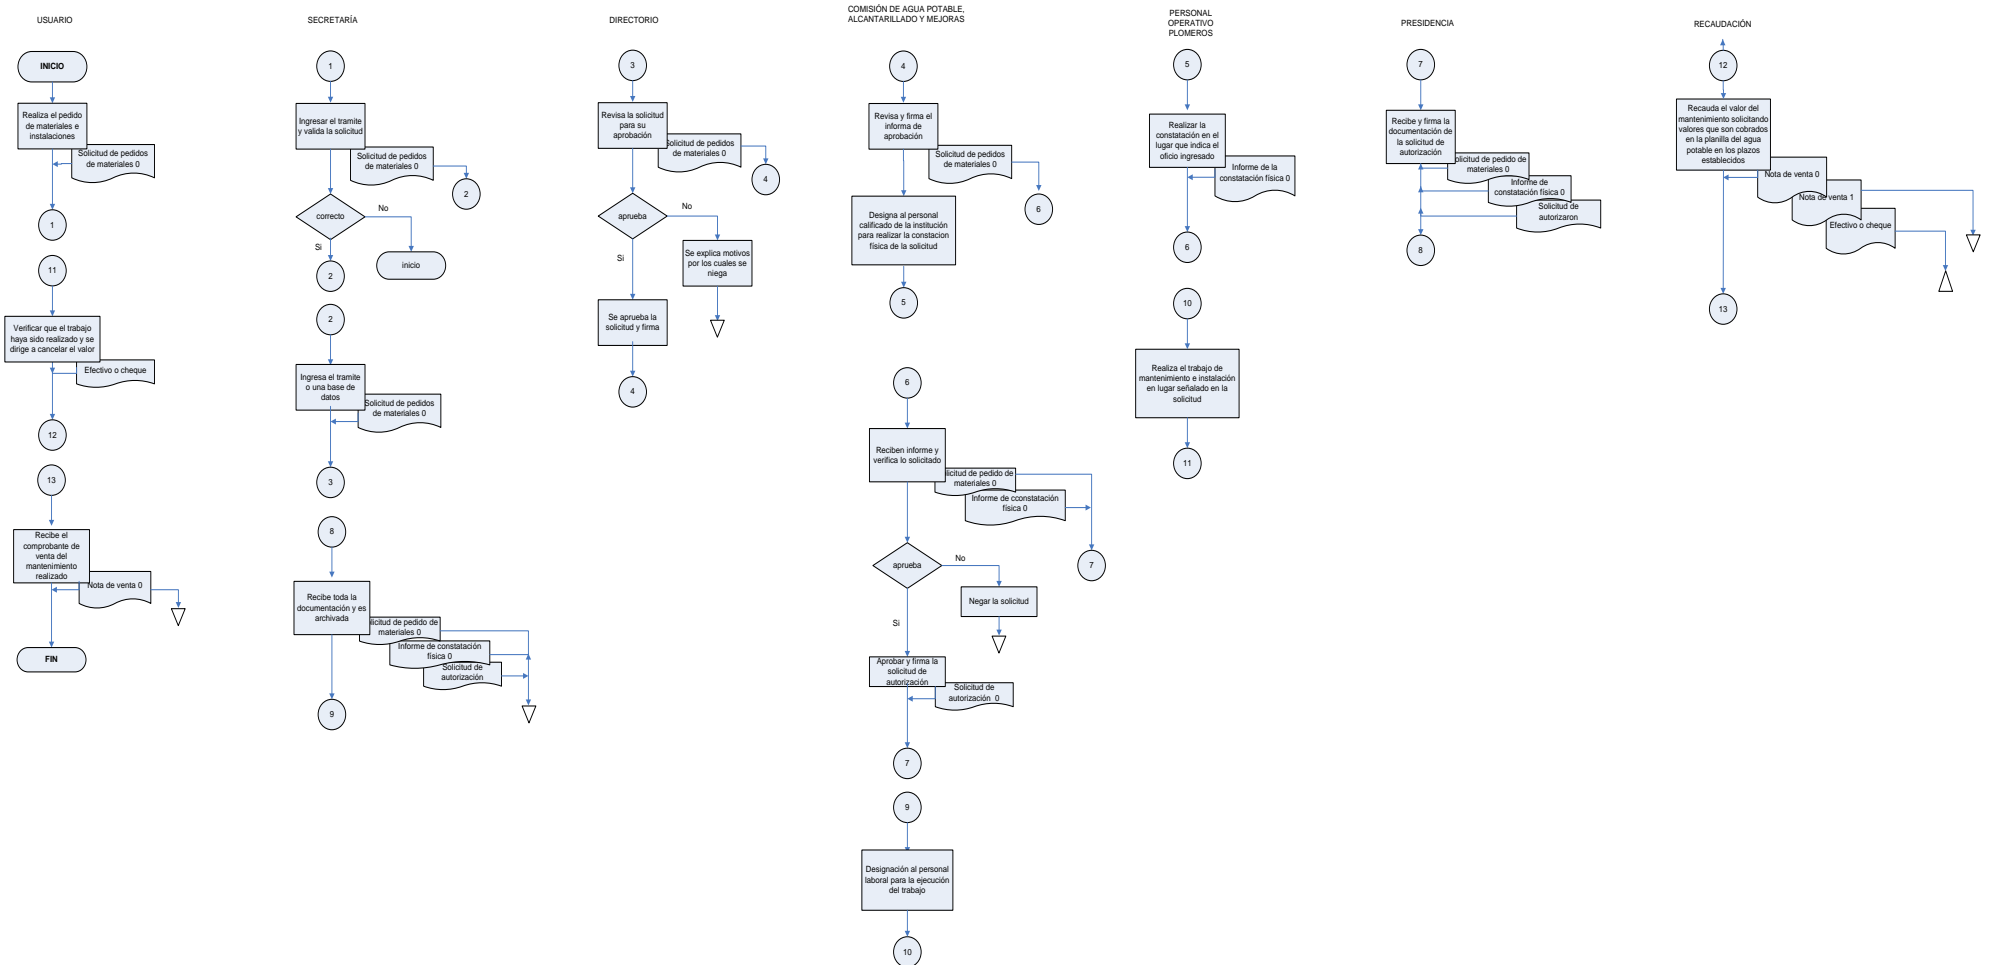 USUARIO
INICIO
Realiza el pedido
de materiales e
instalaciones
Solicitud de pedidos
de materiales 0
1
11
Verificar que el trabajo
haya sido realizado y se
dirige a cancelar el valor
Efectivo o cheque
12
13
Recibe el
comprobante de
venta del
mantenimiento
realizado
Nota de venta 0
FIN
SECRETARÍA
1
Ingresar el tramite
y valida la solicitud
Solicitud de pedidos
de materiales 0
2
correcto
No
Si
inicio
2
2
Ingresa el tramite
o una base de
datos
Solicitud de pedidos
de materiales 0
3
8
Recibe toda la
documentación y es
archivada
licitud de pedido de
materiales 0
Informe de constatación
física 0
Solicitud de
autorización
9
DIRECTORIO
3
Revisa la solicitud
para su
aprobación
Solicitud de pedidos
de materiales 0
4
aprueba
No
Si
Se explica motivos
por los cuales se
niega
Se aprueba la
solicitud y firma
4
COMISIÓN DE AGUA POTABLE,
ALCANTARILLADO Y MEJORAS
4
Revisa y firma el
informa de
aprobación
Solicitud de pedidos
de materiales 0
6
Designa al personal
calificado de la institución
para realizar la constacion
física de la solicitud
5
6
Reciben informe y
verifica lo solicitado
licitud de pedido de
materiales 0
Informe de cconstatación
física 0
7
aprueba
No
Negar la solicitud
Si
Aprobar y firma la
solicitud de
autorización
Solicitud de
autorización  0
7
9
Designación al personal
laboral para la ejecución
del trabajo
10
PERSONAL
OPERATIVO
PLOMEROS
5
Realizar la
constatación en el
lugar que indica el
oficio ingresado
Informe de la
constatación física 0
6
10
Realiza el trabajo de
mantenimiento e instalación
en lugar señalado en la
solicitud
11
PRESIDENCIA
7
Recibe y firma la
documentación de
la solicitud de
autorización
olicitud de pedido de
materiales 0
Informe de
constatación física 0
Solicitud de
autorizaron
8
RECAUDACIÓN
12
Recauda el valor del
mantenimiento solicitando
valores que son cobrados
en la planilla del agua
potable en los plazos
establecidos
Nota de venta 0
Nota de venta 1
Efectivo o cheque
13